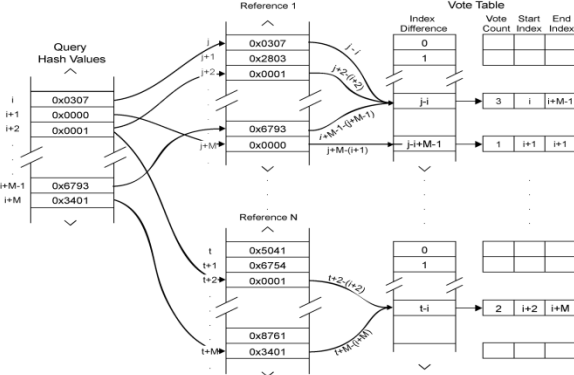 Query
Hash Values
i
i+1
i+2
i+M-1
i+M
0x0307
0x0000
0x0001
0x6793
0x3401
Reference 1
j
j+1
j+2
j+M
0x0307
0x2803
0x0001
0x6793
0x0000
j-i
j+2-(i+2)
j+M-(i+1)
Reference N
t
t+1
t+2
t+M
0x5041
0x6754
0x0001
0x8761
0x3401
t+2-(i+2)
t+M-(i+M)
Vote Table
Index
Difference
0
1
j-i
j-i+M-1
0
1
t-i
Vote Start End
Count Index Index
3 i i+M-1
1 i+1 i+1
2 i+2 i+M